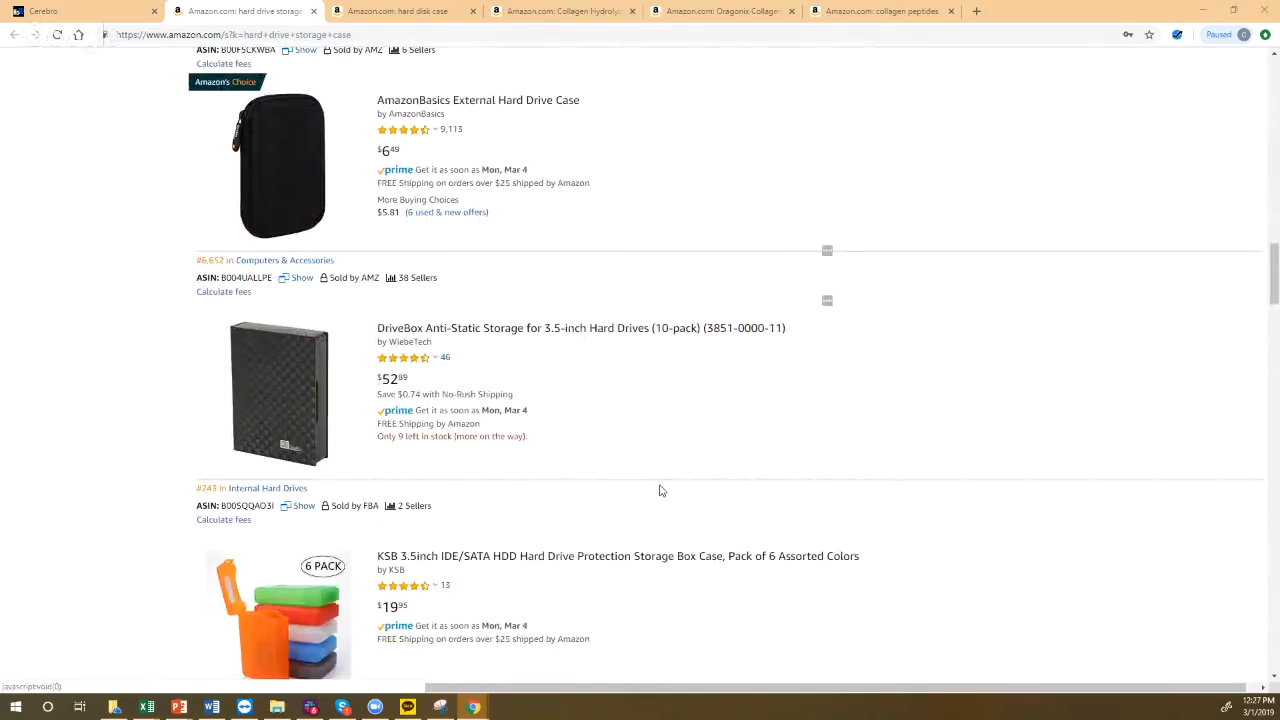 Cerebro
Amazon.com: hard drive storage
Amazon.com: hard disk case
Amazon.com: Collagen Hydrolyz
Amazon.com: Oragonix Collagen
Amazon.com: collagen peptides
https://www.amazon.com/s?k=hard+drive+storage+case
Paused
G
ASIN: B00F5CKWBA Show Sold by AMZ 6 Sellers
Calculate fees
Amazon's Choice
AmazonBasics External Hard Drive Case
by AmazonBasics
9,113
$6 49
prime Get it as soon as Mon, Mar 4
FREE Shipping on orders over $25 shipped by Amazon
More Buying Choices
$5.81 (6 used & new offers)
#6,652 in Computers & Accessories
ASIN: B004UALLPE Show Sold by AMZ 38 Sellers
Calculate fees
DriveBox Anti-Static Storage for 3.5-inch Hard Drives (10-pack) (3851-0000-11)
by WiebeTech
46
$52 89
Save $0.74 with No-Rush Shipping
prime Get it as soon as Mon, Mar 4
FREE Shipping by Amazon
Only 9 left in stock (more on the way).
#243 in Internal Hard Drives
ASIN: B005QQAO3I Show Sold by FBA 2 Sellers
Calculate fees
6 PACK
KSB 3.5inch IDE/SATA HDD Hard Drive Protection Storage Box Case, Pack of 6 Assorted Colors
by KSB
13
$19 95
prime Get it as soon as Mon, Mar 4
FREE Shipping on orders over $25 shipped by Amazon
javascript:void(0)
12:27 PM
3/1/2019